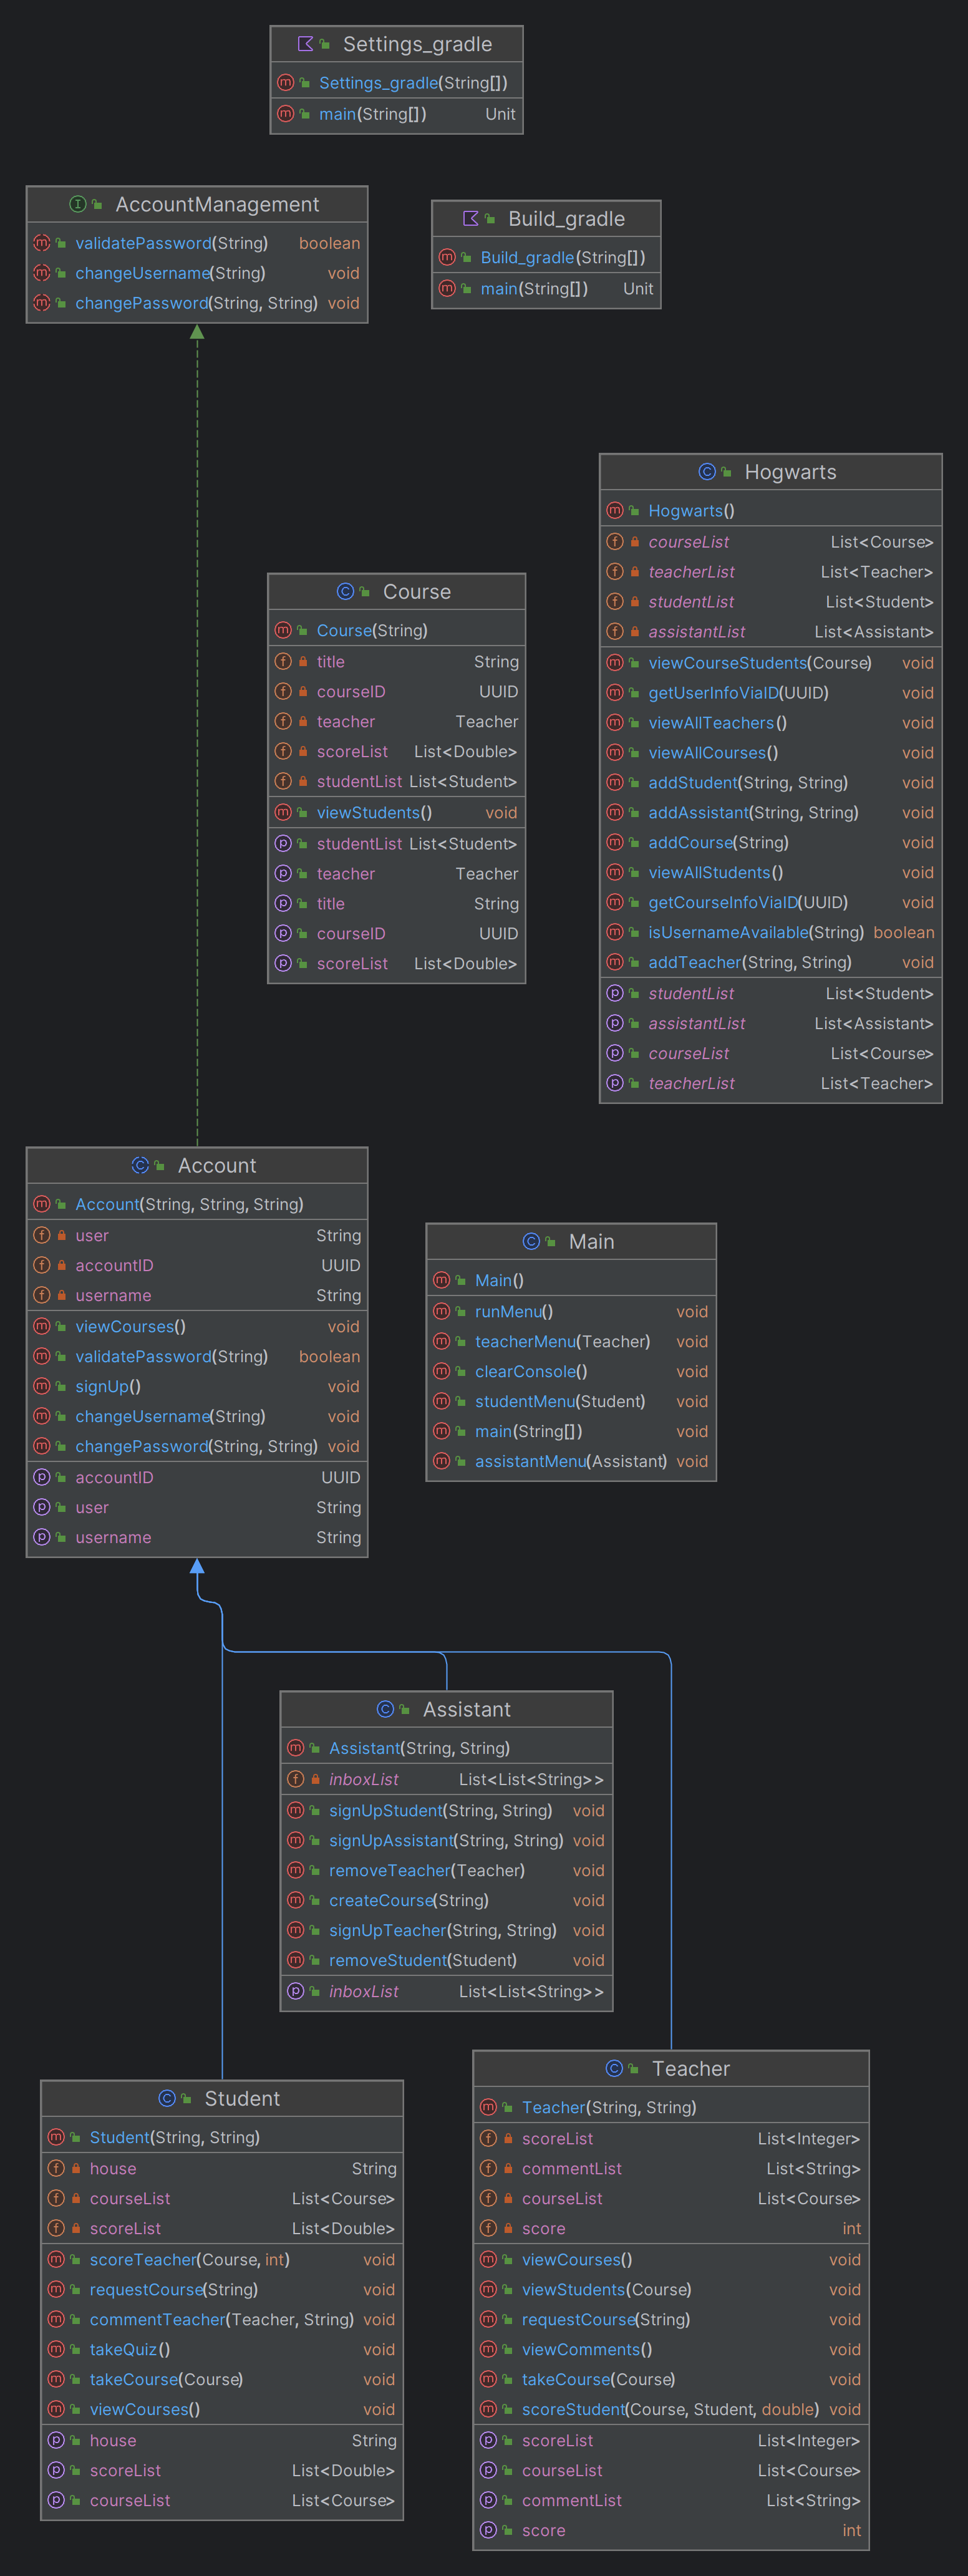 Settings_gradle
Settings_gradle(String[])
main(String[]) Unit
AccountManagement
validatePassword(String) boolean
changeUsername(String) void
changePassword(String, String) void
Build_gradle
Build_gradle(String[])
main(String[]) Unit
Hogwarts
Hogwarts()
courseList List<Course>
teacherList List<Teacher>
studentList List<Student>
assistantList List<Assistant>
viewCourseStudents(Course) void
getUserInfoViaID(UUID) void
viewAllTeachers() void
viewAllCourses() void
addStudent(String, String) void
addAssistant(String, String) void
addCourse(String) void
viewAllStudents() void
getCourseInfoViaID(UUID) void
isUsernameAvailable(String) boolean
addTeacher(String, String) void
studentList List<Student>
assistantList List<Assistant>
courseList List<Course>
teacherList List<Teacher>
Course
Course(String)
title String
courseID UUID
teacher Teacher
scoreList List<Double>
studentList List<Student>
viewStudents() void
studentList List<Student>
teacher Teacher
title String
courseID UUID
scoreList List<Double>
Account
Account(String, String, String)
user String
accountID UUID
username String
viewCourses() void
validatePassword(String) boolean
signUp() void
changeUsername(String) void
changePassword(String, String) void
accountID UUID
user String
username String
Main
Main()
runMenu() void
teacherMenu(Teacher) void
clearConsole() void
studentMenu(Student) void
main(String[]) void
assistantMenu(Assistant) void
Assistant
Assistant(String, String)
inboxList List<List<String>>
signUpStudent(String, String) void
signUpAssistant(String, String) void
removeTeacher(Teacher) void
createCourse(String) void
signUpTeacher(String, String) void
removeStudent(Student) void
inboxList List<List<String>>
Student
Student(String, String)
house String
courseList List<Course>
scoreList List<Double>
scoreTeacher(Course, int) void
requestCourse(String) void
commentTeacher(Teacher, String) void
takeQuiz() void
takeCourse(Course) void
viewCourses() void
house String
scoreList List<Double>
courseList List<Course>
Teacher
Teacher(String, String)
scoreList List<Integer>
commentList List<String>
courseList List<Course>
score int
viewCourses() void
viewStudents(Course) void
requestCourse(String) void
viewComments() void
takeCourse(Course) void
scoreStudent(Course, Student, double) void
scoreList List<Integer>
courseList List<Course>
commentList List<String>
score int